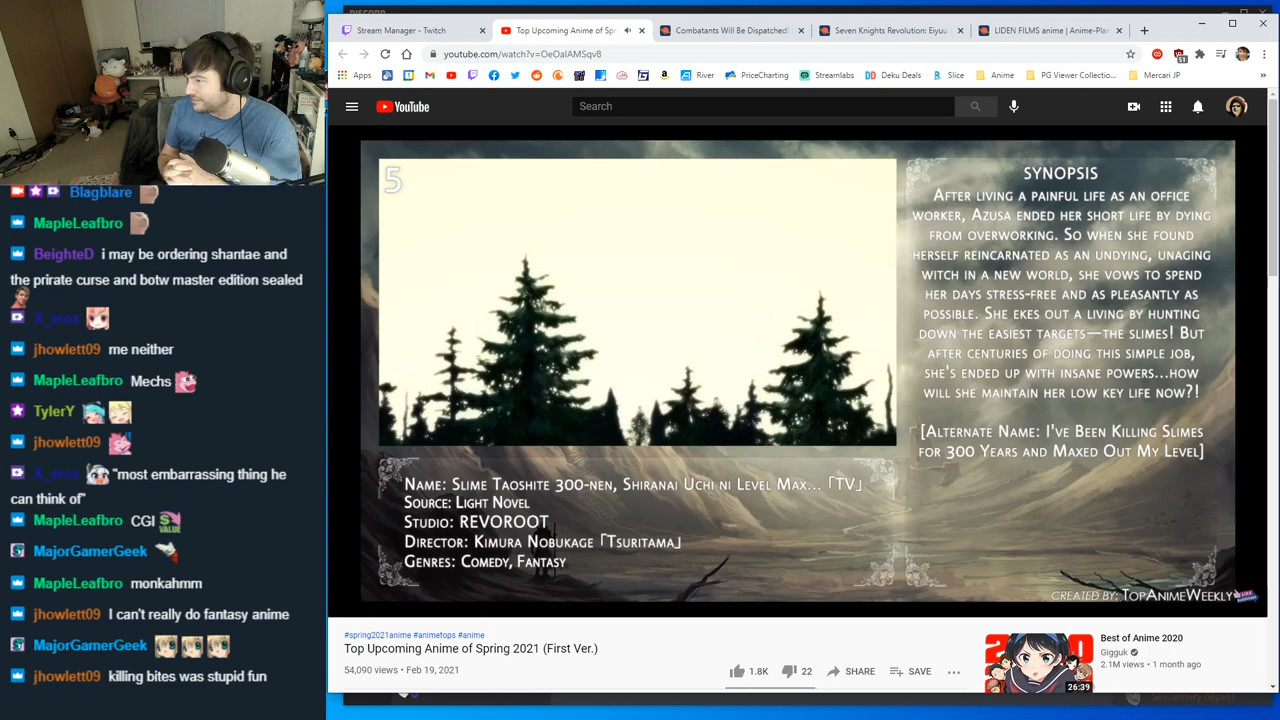 DISCORD
Stream Manager - Twitch
Top Upcoming Anime of Spr
Combatants Will Be Dispatched!
Seven Knights Revolution: Eiyuu
LIDEN FILMS anime | Anime-Plan
youtube.com/watch?v=OeOaIAMSqv8
51
Apps
River
PriceCharting
Streamlabs
Deku Deals
Slice
Anime
PG Viewer Collectio...
Mercari JP
YouTube
Search
Blagblare
MapleLeafbro
BeighteD i may be ordering shantae and
the prirate curse and botw master edition sealed
jhowlett09 me neither
MapleLeafbro Mechs
TylerY
jhowlett09
"most embarrassing thing he
can think of"
MapleLeafbro CGI VALUE
MajorGamerGeek
MapleLeafbro monkahmm
jhowlett09 I can't really do fantasy anime
MajorGamerGeek
jhowlett09 killing bites was stupid fun
5
Synopsis
After living a painful life as an office
worker, Azusa ended her short life by dying
from overworking. So when she found
herself reincarnated as an undying, unaging
witch in a new world, she vows to spend
her days stress-free and as pleasantly as
possible. She ekes out a living by hunting
down the easiest targets—the slimes! But
after centuries of doing this simple job,
she's ended up with insane powers...how
will she maintain her low key life now?!
[Alternate Name: I've Been Killing Slimes
for 300 Years and Maxed Out My Level]
Name: Slime Taoshite 300-nen, Shiranai Uchi ni Level Max... 「TV」
Source: Light Novel
Studio: REVOROOT
Director: Kimura Nobukage 「Tsuritama」
Genres: Comedy, Fantasy
Created by: TopAnimeWeekly
#spring2021anime #animetops #anime
Top Upcoming Anime of Spring 2021 (First Ver.)
54,090 views • Feb 19, 2021
1.8K
22
SHARE
SAVE
26:39
Best of Anime 2020
Gigguk
2.1M views • 1 month ago